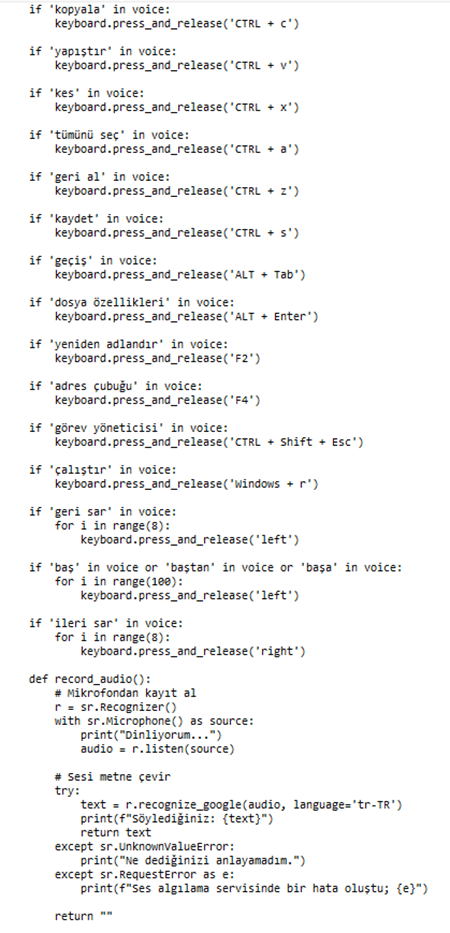 if 'kopyala' in voice:
    keyboard.press_and_release('CTRL + c')

if 'yapıştır' in voice:
    keyboard.press_and_release('CTRL + v')

if 'kes' in voice:
    keyboard.press_and_release('CTRL + x')

if 'tümünü seç' in voice:
    keyboard.press_and_release('CTRL + a')

if 'geri al' in voice:
    keyboard.press_and_release('CTRL + z')

if 'kaydet' in voice:
    keyboard.press_and_release('CTRL + s')

if 'geçiş' in voice:
    keyboard.press_and_release('ALT + Tab')

if 'dosya özellikleri' in voice:
    keyboard.press_and_release('ALT + Enter')

if 'yeniden adlandır' in voice:
    keyboard.press_and_release('F2')

if 'adres çubuğu' in voice:
    keyboard.press_and_release('F4')

if 'görev yöneticisi' in voice:
    keyboard.press_and_release('CTRL + Shift + Esc')

if 'çalıştır' in voice:
    keyboard.press_and_release('Windows + r')

if 'geri sar' in voice:
    for i in range(8):
        keyboard.press_and_release('left')

if 'baş' in voice or 'baştan' in voice or 'başa' in voice:
    for i in range(100):
        keyboard.press_and_release('left')

if 'ileri sar' in voice:
    for i in range(8):
        keyboard.press_and_release('right')

def record_audio():
    # Mikrofondan kayıt al
    r = sr.Recognizer()
    with sr.Microphone() as source:
        print("Dinliyorum...")
        audio = r.listen(source)

    # Sesi metne çevir
    try:
        text = r.recognize_google(audio, language='tr-TR')
        print(f"Söylediğiniz: {text}")
        return text
    except sr.UnknownValueError:
        print("Ne dediğinizi anlayamadım.")
    except sr.RequestError as e:
        print(f"Ses algılama servisinde bir hata oluştu; {e}")

    return ""